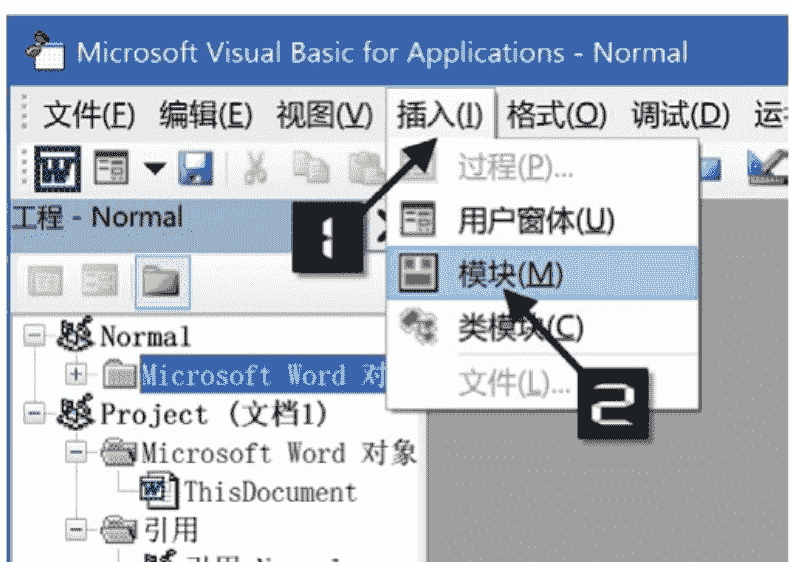 Microsoft Visual Basic for Applications - Normal
文件(F) 编辑(E) 视图(V) 插入(I) 格式(O) 调试(D)
过程(P)...
工程 - Normal
用户窗体(U)
1
模块(M)
类模块(C)
Normal
Microsoft Word 对
文件(L)...
2
Project (文档1)
Microsoft Word 对象
ThisDocument
引用